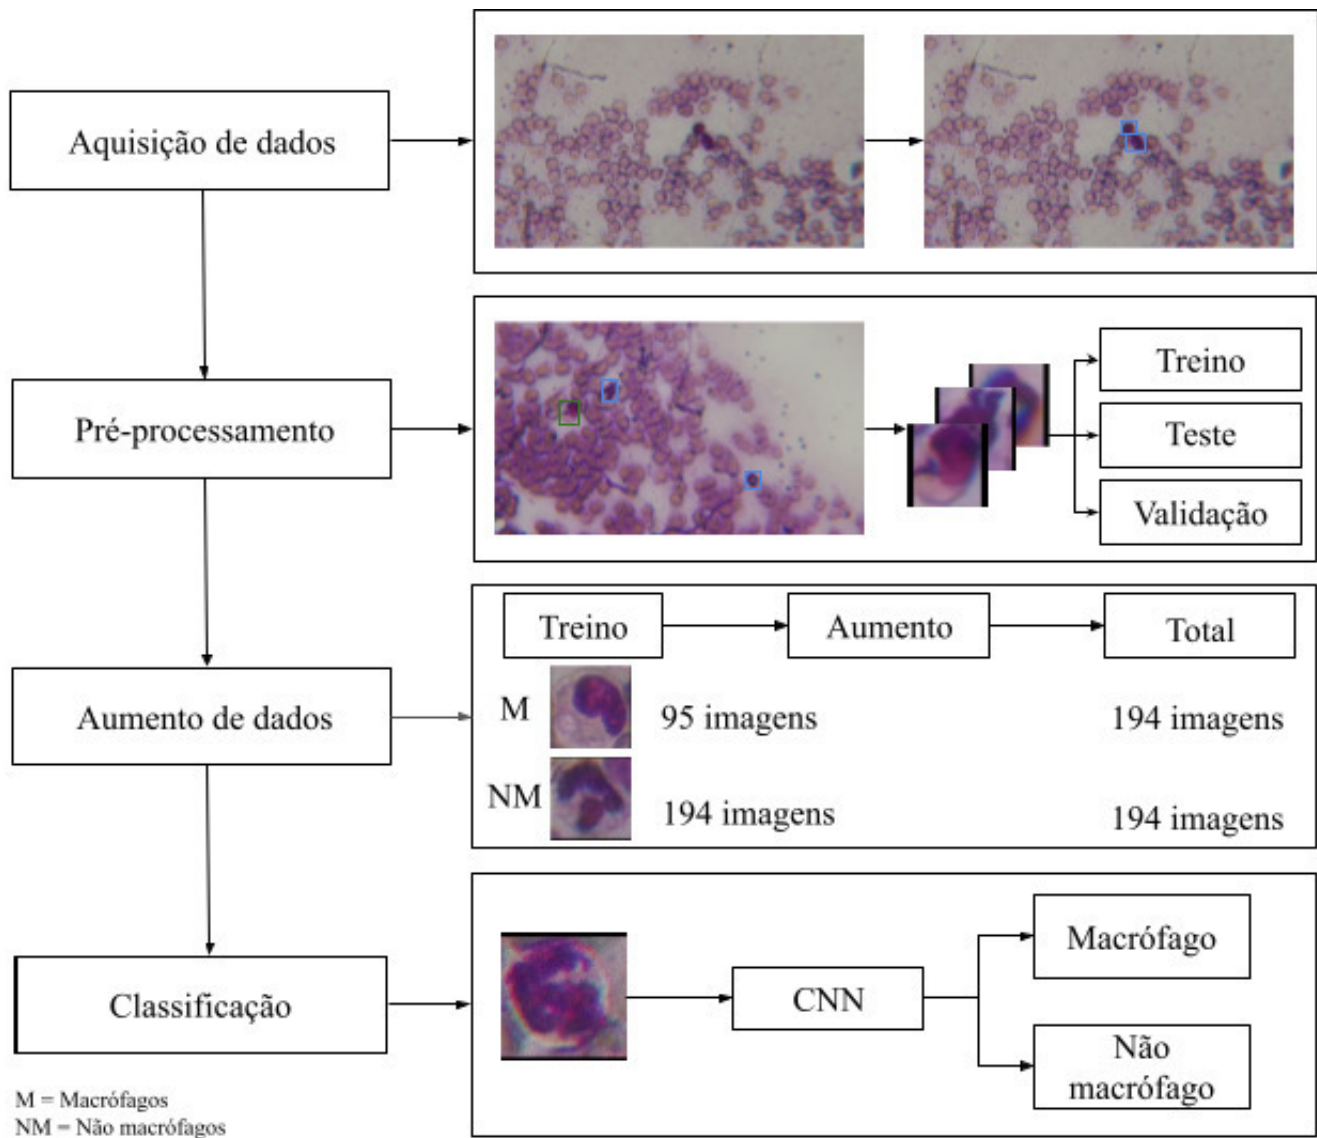 Aquisição de dados
Pré-processamento
Treino
Teste
Validação
Aumento de dados
Treino
Aumento
Total
M
95 imagens
194 imagens
NM
194 imagens
194 imagens
Classificação
CNN
Macrófago
Não
macrófago
M = Macrófagos
NM = Não macrófagos